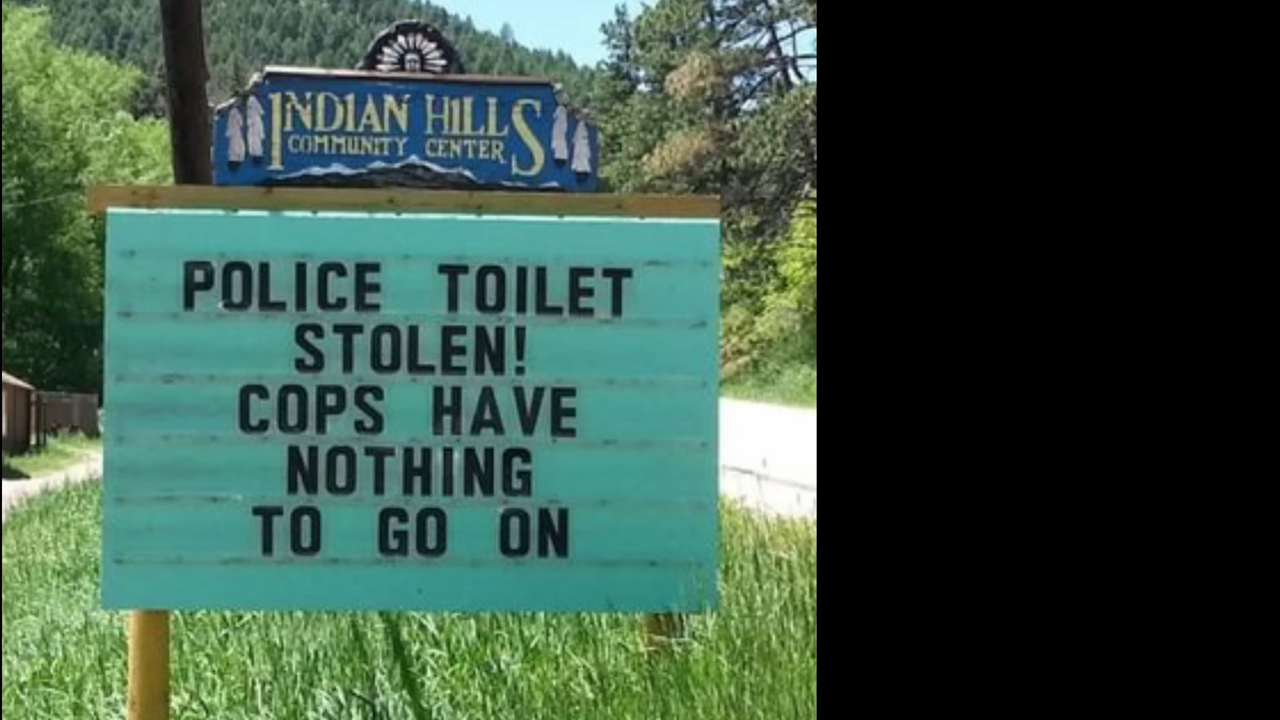 INDIAN HILLS
COMMUNITY CENTER
POLICE TOILET
STOLEN!
COPS HAVE
NOTHING
TO GO ON